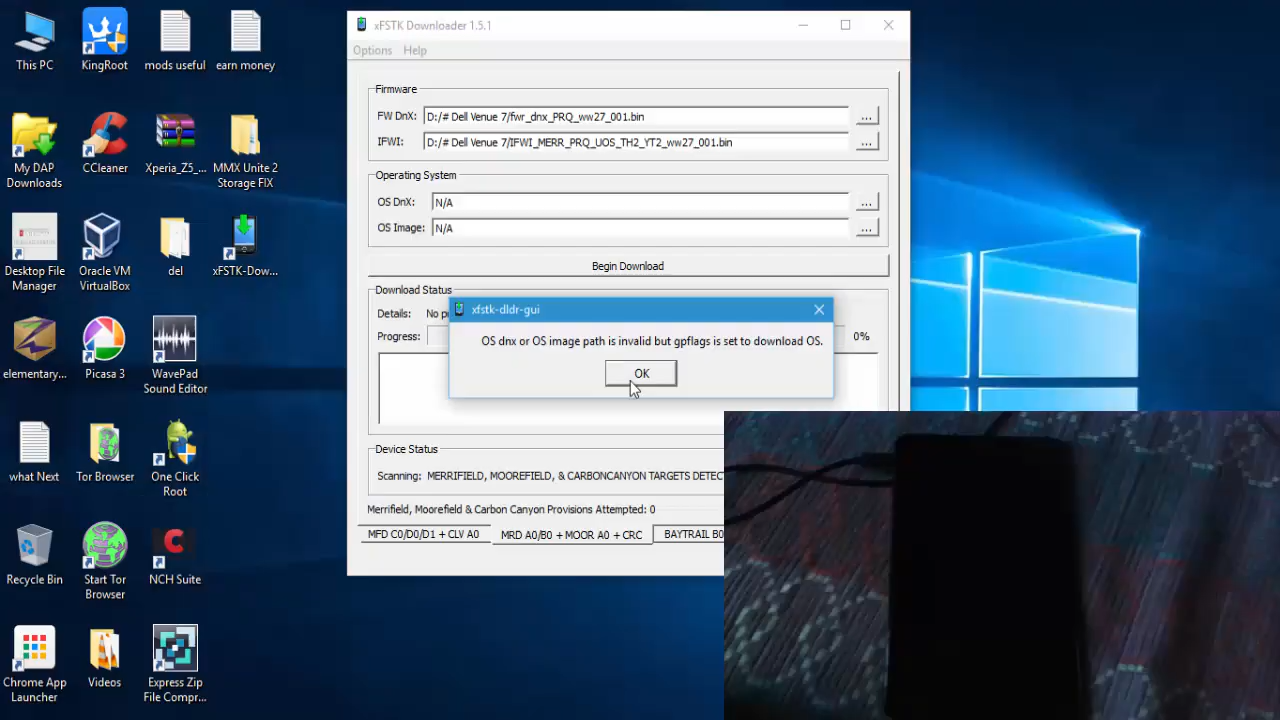 This PC
KingRoot
mods useful
earn money
My DAP
Downloads
CCleaner
Xperia_Z5_...
MMX Unite 2
Storage FIX
Desktop File
Manager
Oracle VM
VirtualBox
del
xFSTK-Dow...
elementary...
Picasa 3
WavePad
Sound Editor
what Next
Tor Browser
One Click
Root
Recycle Bin
Start Tor
Browser
NCH Suite
Chrome App
Launcher
Videos
Express Zip
File Compr...
xFSTK Downloader 1.5.1
Options Help
Firmware
FW DnX: D:/# Dell Venue 7/fwr_dnx_PRQ_ww27_001.bin ...
IFWI: D:/# Dell Venue 7/IFWI_MERR_PRQ_UOS_TH2_YT2_ww27_001.bin ...
Operating System
OS DnX: N/A ...
OS Image: N/A ...
Begin Download
Download Status
Details: No p
Progress: 0%
xfstk-dldr-gui
OS dnx or OS image path is invalid but gpflags is set to download OS.
OK
Device Status
Scanning: MERRIFIELD, MOOREFIELD, & CARBONCANYON TARGETS DETEC
Merrifield, Moorefield & Carbon Canyon Provisions Attempted: 0
MFD C0/D0/D1 + CLV A0 MRD A0/B0 + MOOR A0 + CRC BAYTRAIL B0